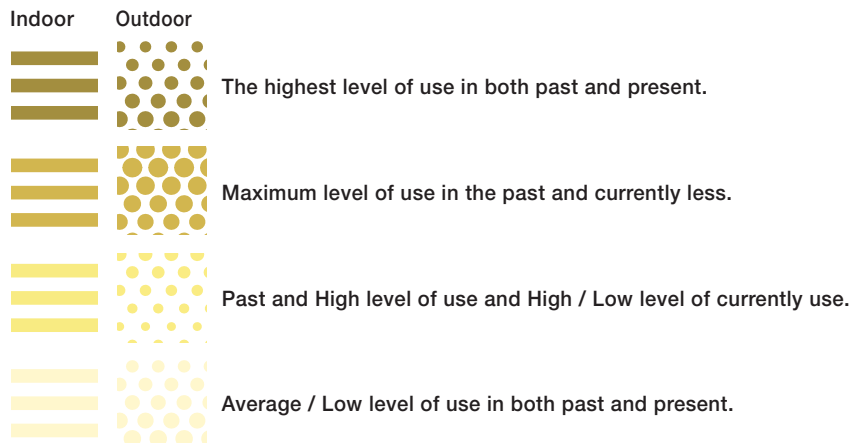 Indoor Outdoor
The highest level of use in both past and present.
Maximum level of use in the past and currently less.
Past and High level of use and High / Low level of currently use.
Average / Low level of use in both past and present.